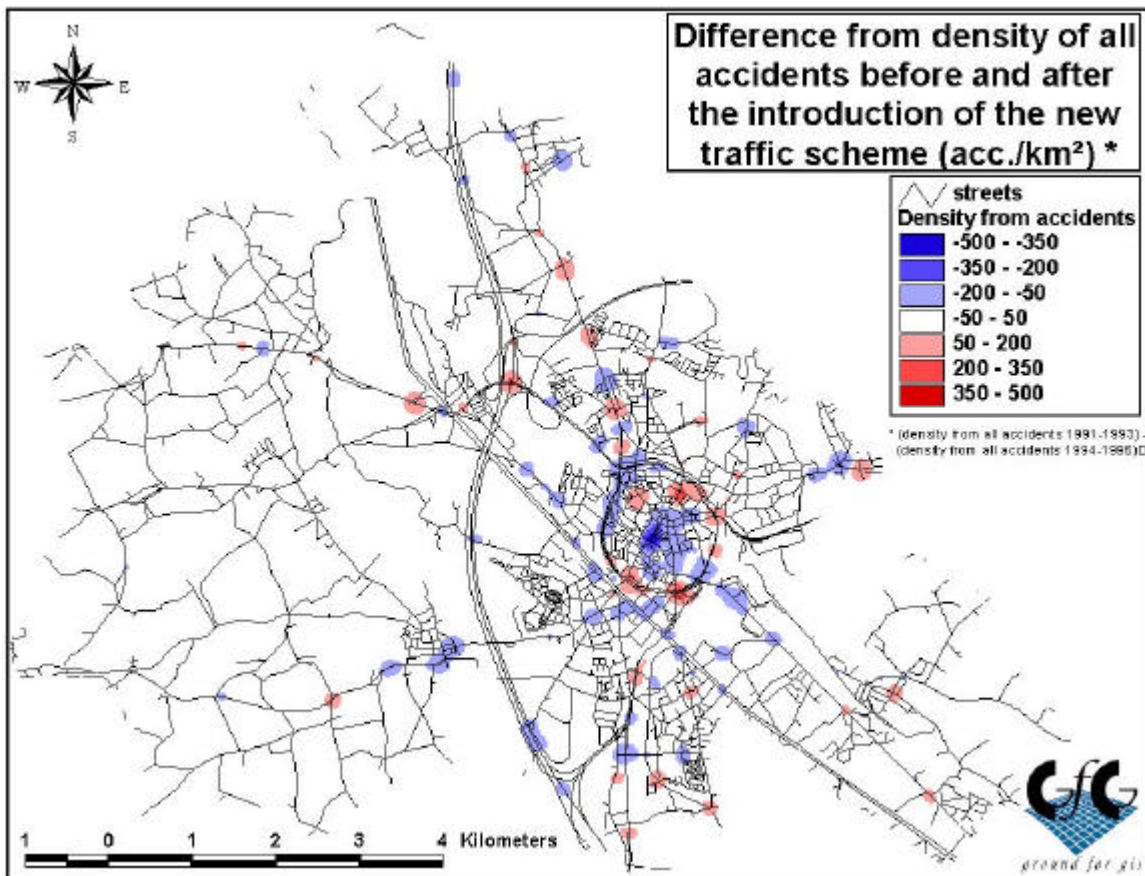 Difference from density of all
accidents before and after
the introduction of the new
traffic scheme (acc./km²) *
N
W E
S
streets
Density from accidents
-500 - -350
-350 - -200
-200 - -50
-50 - 50
50 - 200
200 - 350
350 - 500
* (density from all accidents 1991-1993) -
(density from all accidents 1994-1996)
1 0 1 2 3 4 Kilometers
GfG
ground for gis